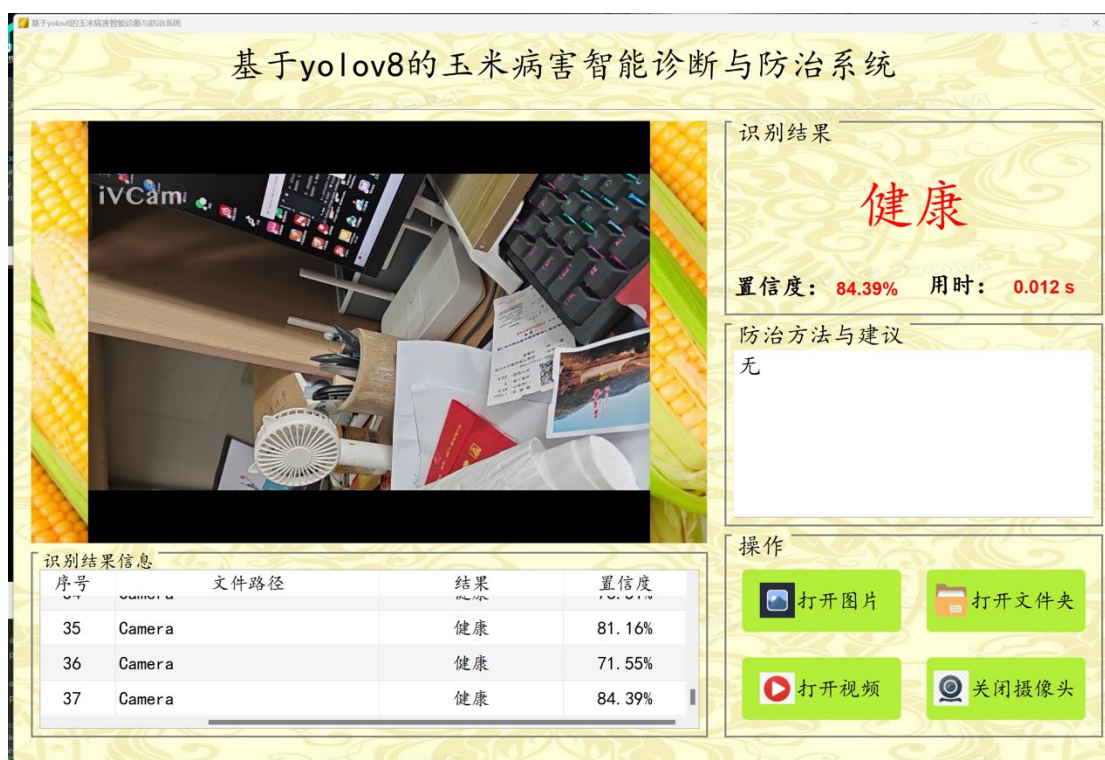 基于yolov8的玉米病害智能诊断与防治系统
基于yolov8的玉米病害智能诊断与防治系统
iVCam
识别结果
健康
置信度： 84.39% 用时： 0.012 s
防治方法与建议
无
识别结果信息
序号 文件路径 结果 置信度
35 Camera 健康 81.16%
36 Camera 健康 71.55%
37 Camera 健康 84.39%
操作
打开图片 打开文件夹
打开视频 关闭摄像头